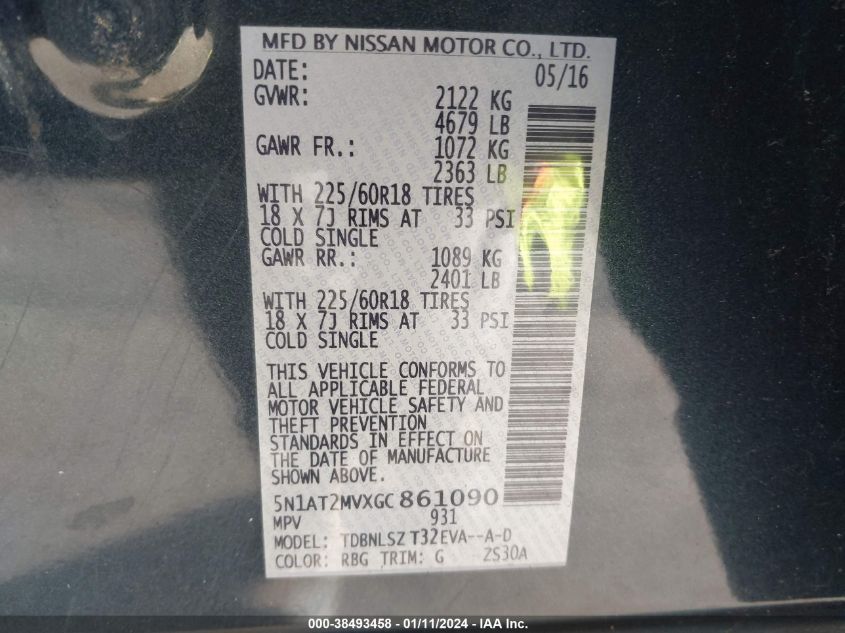 MFD BY NISSAN MOTOR CO., LTD.
DATE: 05/16
GVWR: 2122 KG
4679 LB
GAWR FR.: 1072 KG
2363 LB
WITH 225/60R18 TIRES
18 X 7J RIMS AT 33 PSI
COLD SINGLE
GAWR RR.: 1089 KG
2401 LB
WITH 225/60R18 TIRES
18 X 7J RIMS AT 33 PSI
COLD SINGLE
THIS VEHICLE CONFORMS TO
ALL APPLICABLE FEDERAL
MOTOR VEHICLE SAFETY AND
THEFT PREVENTION
STANDARDS IN EFFECT ON
THE DATE OF MANUFACTURE
SHOWN ABOVE.
5N1AT2MVXGC861090
MPV 931
MODEL: TDBNLSZ T32EVA--A-D
COLOR: RBG TRIM: G ZS30A
000-38493458 - 01/11/2024 - IAA Inc.